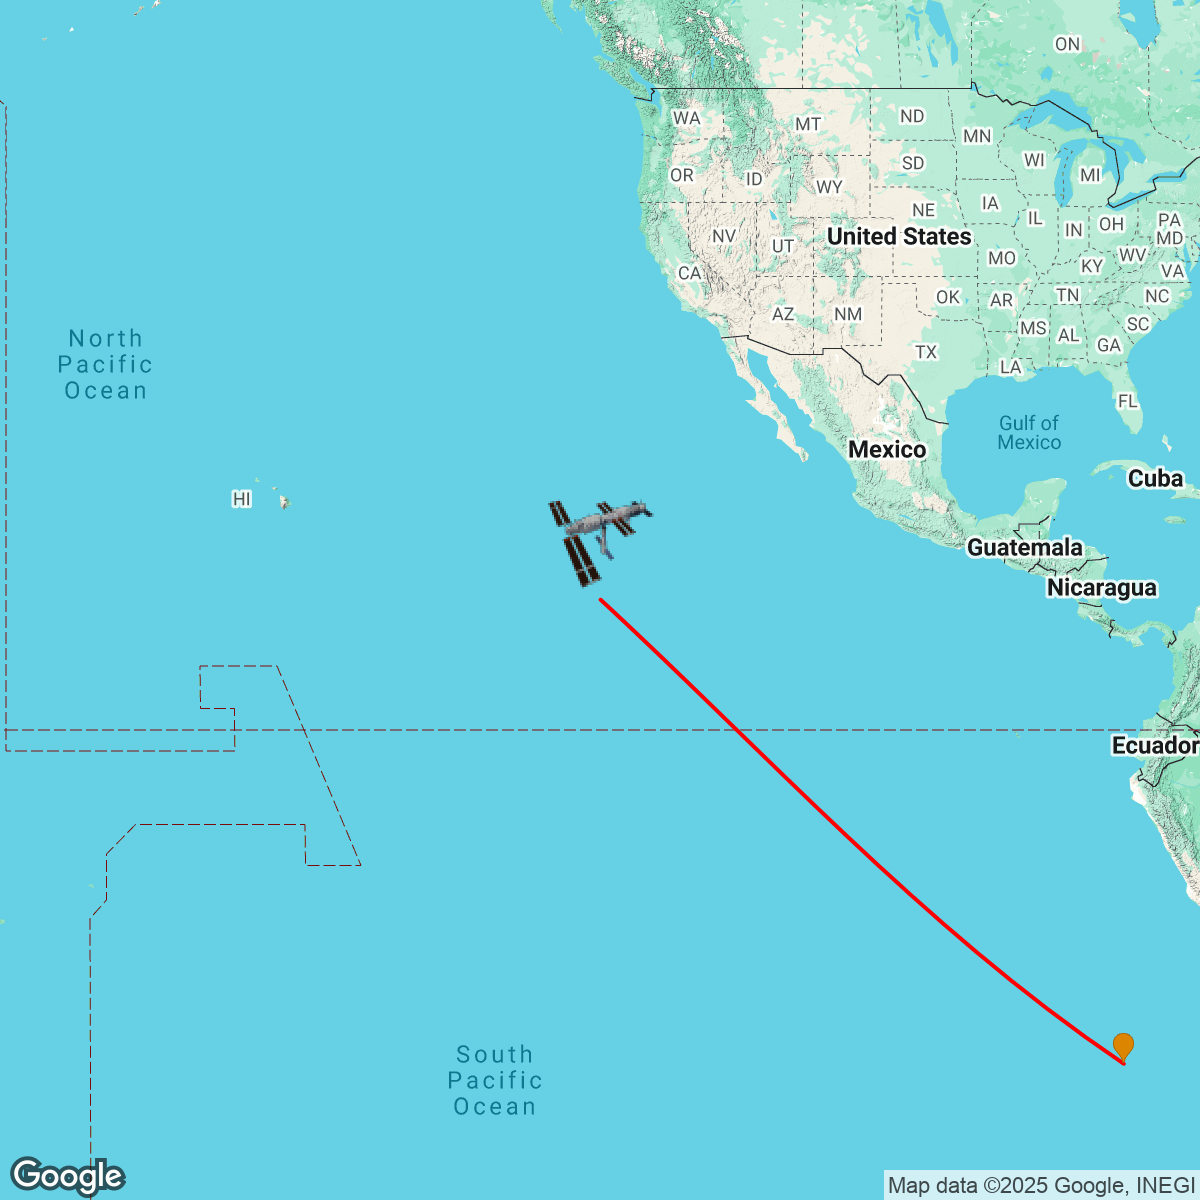 ON
WA
MT
ND
MN
OR
ID
WY
SD
WI
MI
NE
IA
IL
IN
OH
PA
MD
NV
UT
United States
MO
KY
WV
VA
CA
AZ
NM
OK
AR
TN
NC
MS
AL
GA
SC
TX
LA
FL
North
Pacific
Ocean
Gulf of
Mexico
Mexico
Cuba
HI
Guatemala
Nicaragua
Ecuador
South
Pacific
Ocean
Google
Map data ©2025 Google, INEGI